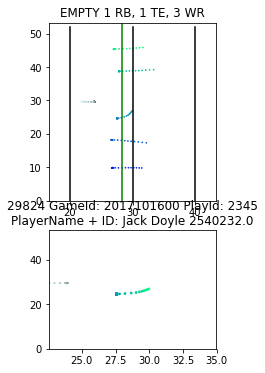 EMPTY 1 RB, 1 TE, 3 WR
50
40
30
20
10
0
20 30 40
29824 GameId: 2017101600 PlayId: 2345
PlayerName + ID: Jack Doyle 2540232.0
40
20
0
25.0 27.5 30.0 32.5 35.0